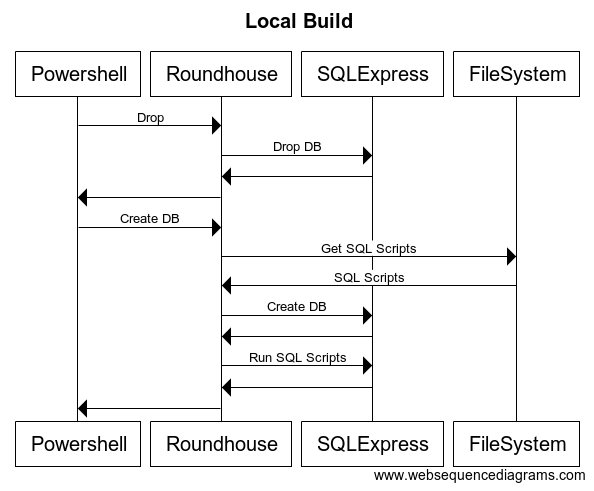 Local Build
Powershell
Roundhouse
SQLExpress
FileSystem
Drop
Drop DB
Create DB
Get SQL Scripts
SQL Scripts
Create DB
Run SQL Scripts
Powershell
Roundhouse
SQLExpress
FileSystem
www.websequencediagrams.com